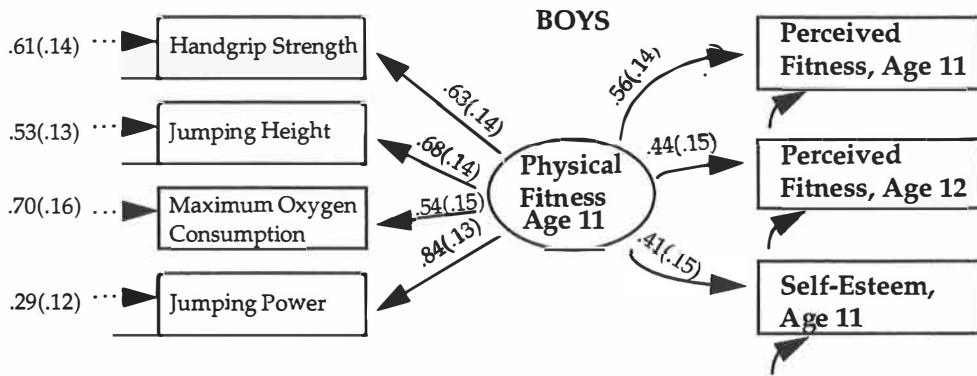 BOYS
.61(.14)
Handgrip Strength
.53(.13)
Jumping Height
.70(.16)
Maximum Oxygen
Consumption
.29(.12)
Jumping Power
.63(.14)
.68(.14)
.54(.15)
.84(.13)
Physical
Fitness
Age 11
.56(.14)
.44(.15)
.41(.15)
Perceived
Fitness, Age 11
Perceived
Fitness, Age 12
Self-Esteem,
Age 11